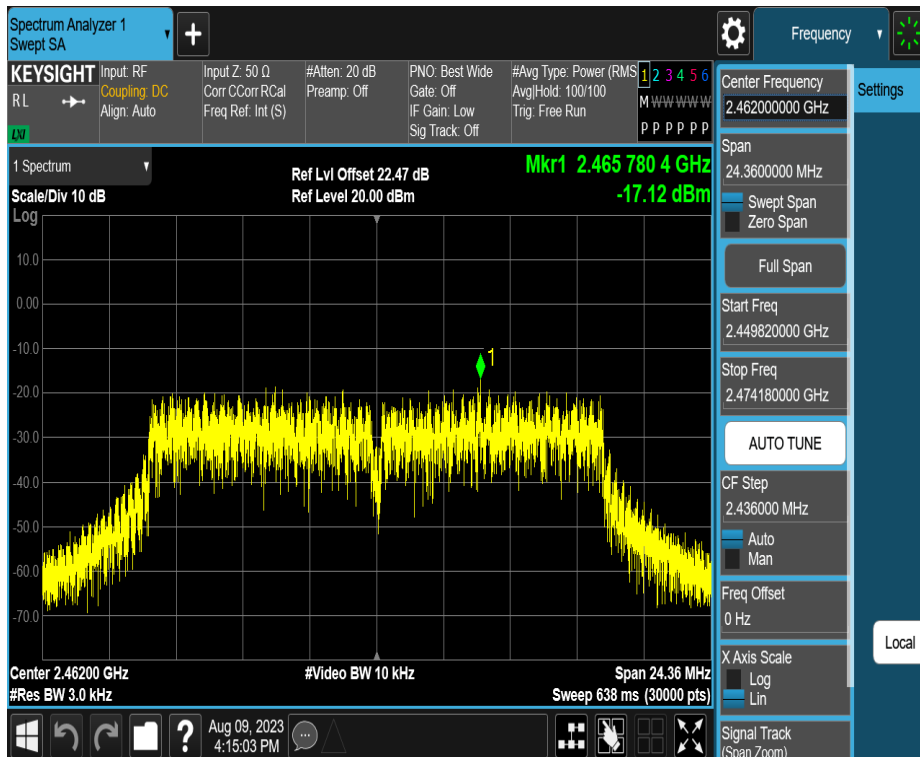 Spectrum Analyzer 1
Swept SA
+
Frequency
KEYSIGHT
RL
LXI
Input: RF
Coupling: DC
Align: Auto
Input Z: 50 Ω
Corr CCorr RCal
Freq Ref: Int (S)
#Atten: 20 dB
Preamp: Off
PNO: Best Wide
Gate: Off
IF Gain: Low
Sig Track: Off
#Avg Type: Power (RMS
Avg|Hold: 100/100
Trig: Free Run
1 2 3 4 5 6
M W W W W W
P P P P P P
1 Spectrum
Scale/Div 10 dB
Log
Ref Lvl Offset 22.47 dB
Ref Level 20.00 dBm
Mkr1 2.465 780 4 GHz
-17.12 dBm
10.0
0.00
-10.0
-20.0
-30.0
-40.0
-50.0
-60.0
-70.0
1
Center 2.46200 GHz
#Res BW 3.0 kHz
#Video BW 10 kHz
Span 24.36 MHz
Sweep 638 ms (30000 pts)
?
Aug 09, 2023
4:15:03 PM
Center Frequency
2.462000000 GHz
Span
24.3600000 MHz
Swept Span
Zero Span
Full Span
Start Freq
2.449820000 GHz
Stop Freq
2.474180000 GHz
AUTO TUNE
CF Step
2.436000 MHz
Auto
Man
Freq Offset
0 Hz
X Axis Scale
Log
Lin
Signal Track
(Span Zoom)
Settings
Local